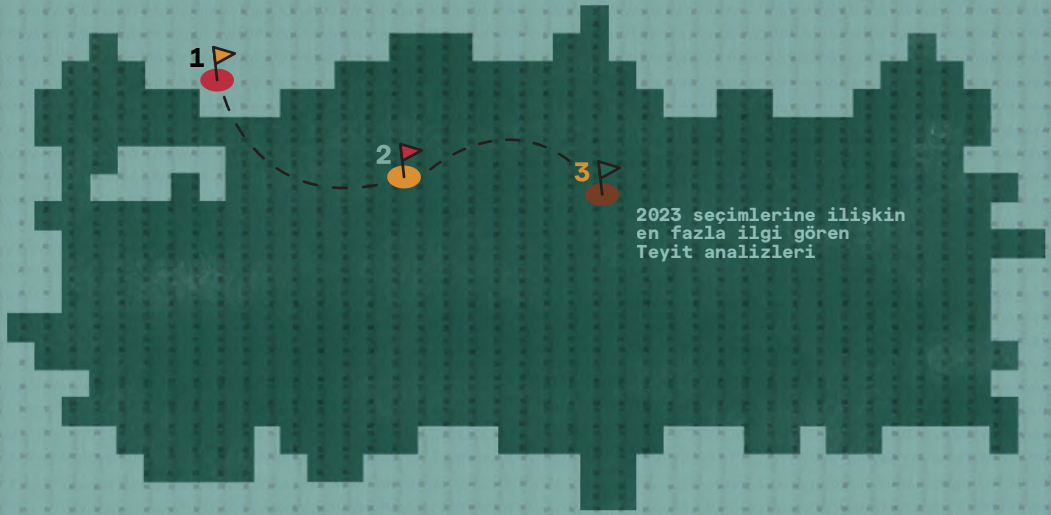 1
2
3
2023 seçimlerine ilişkin
en fazla ilgi gören
Teyit analizleri